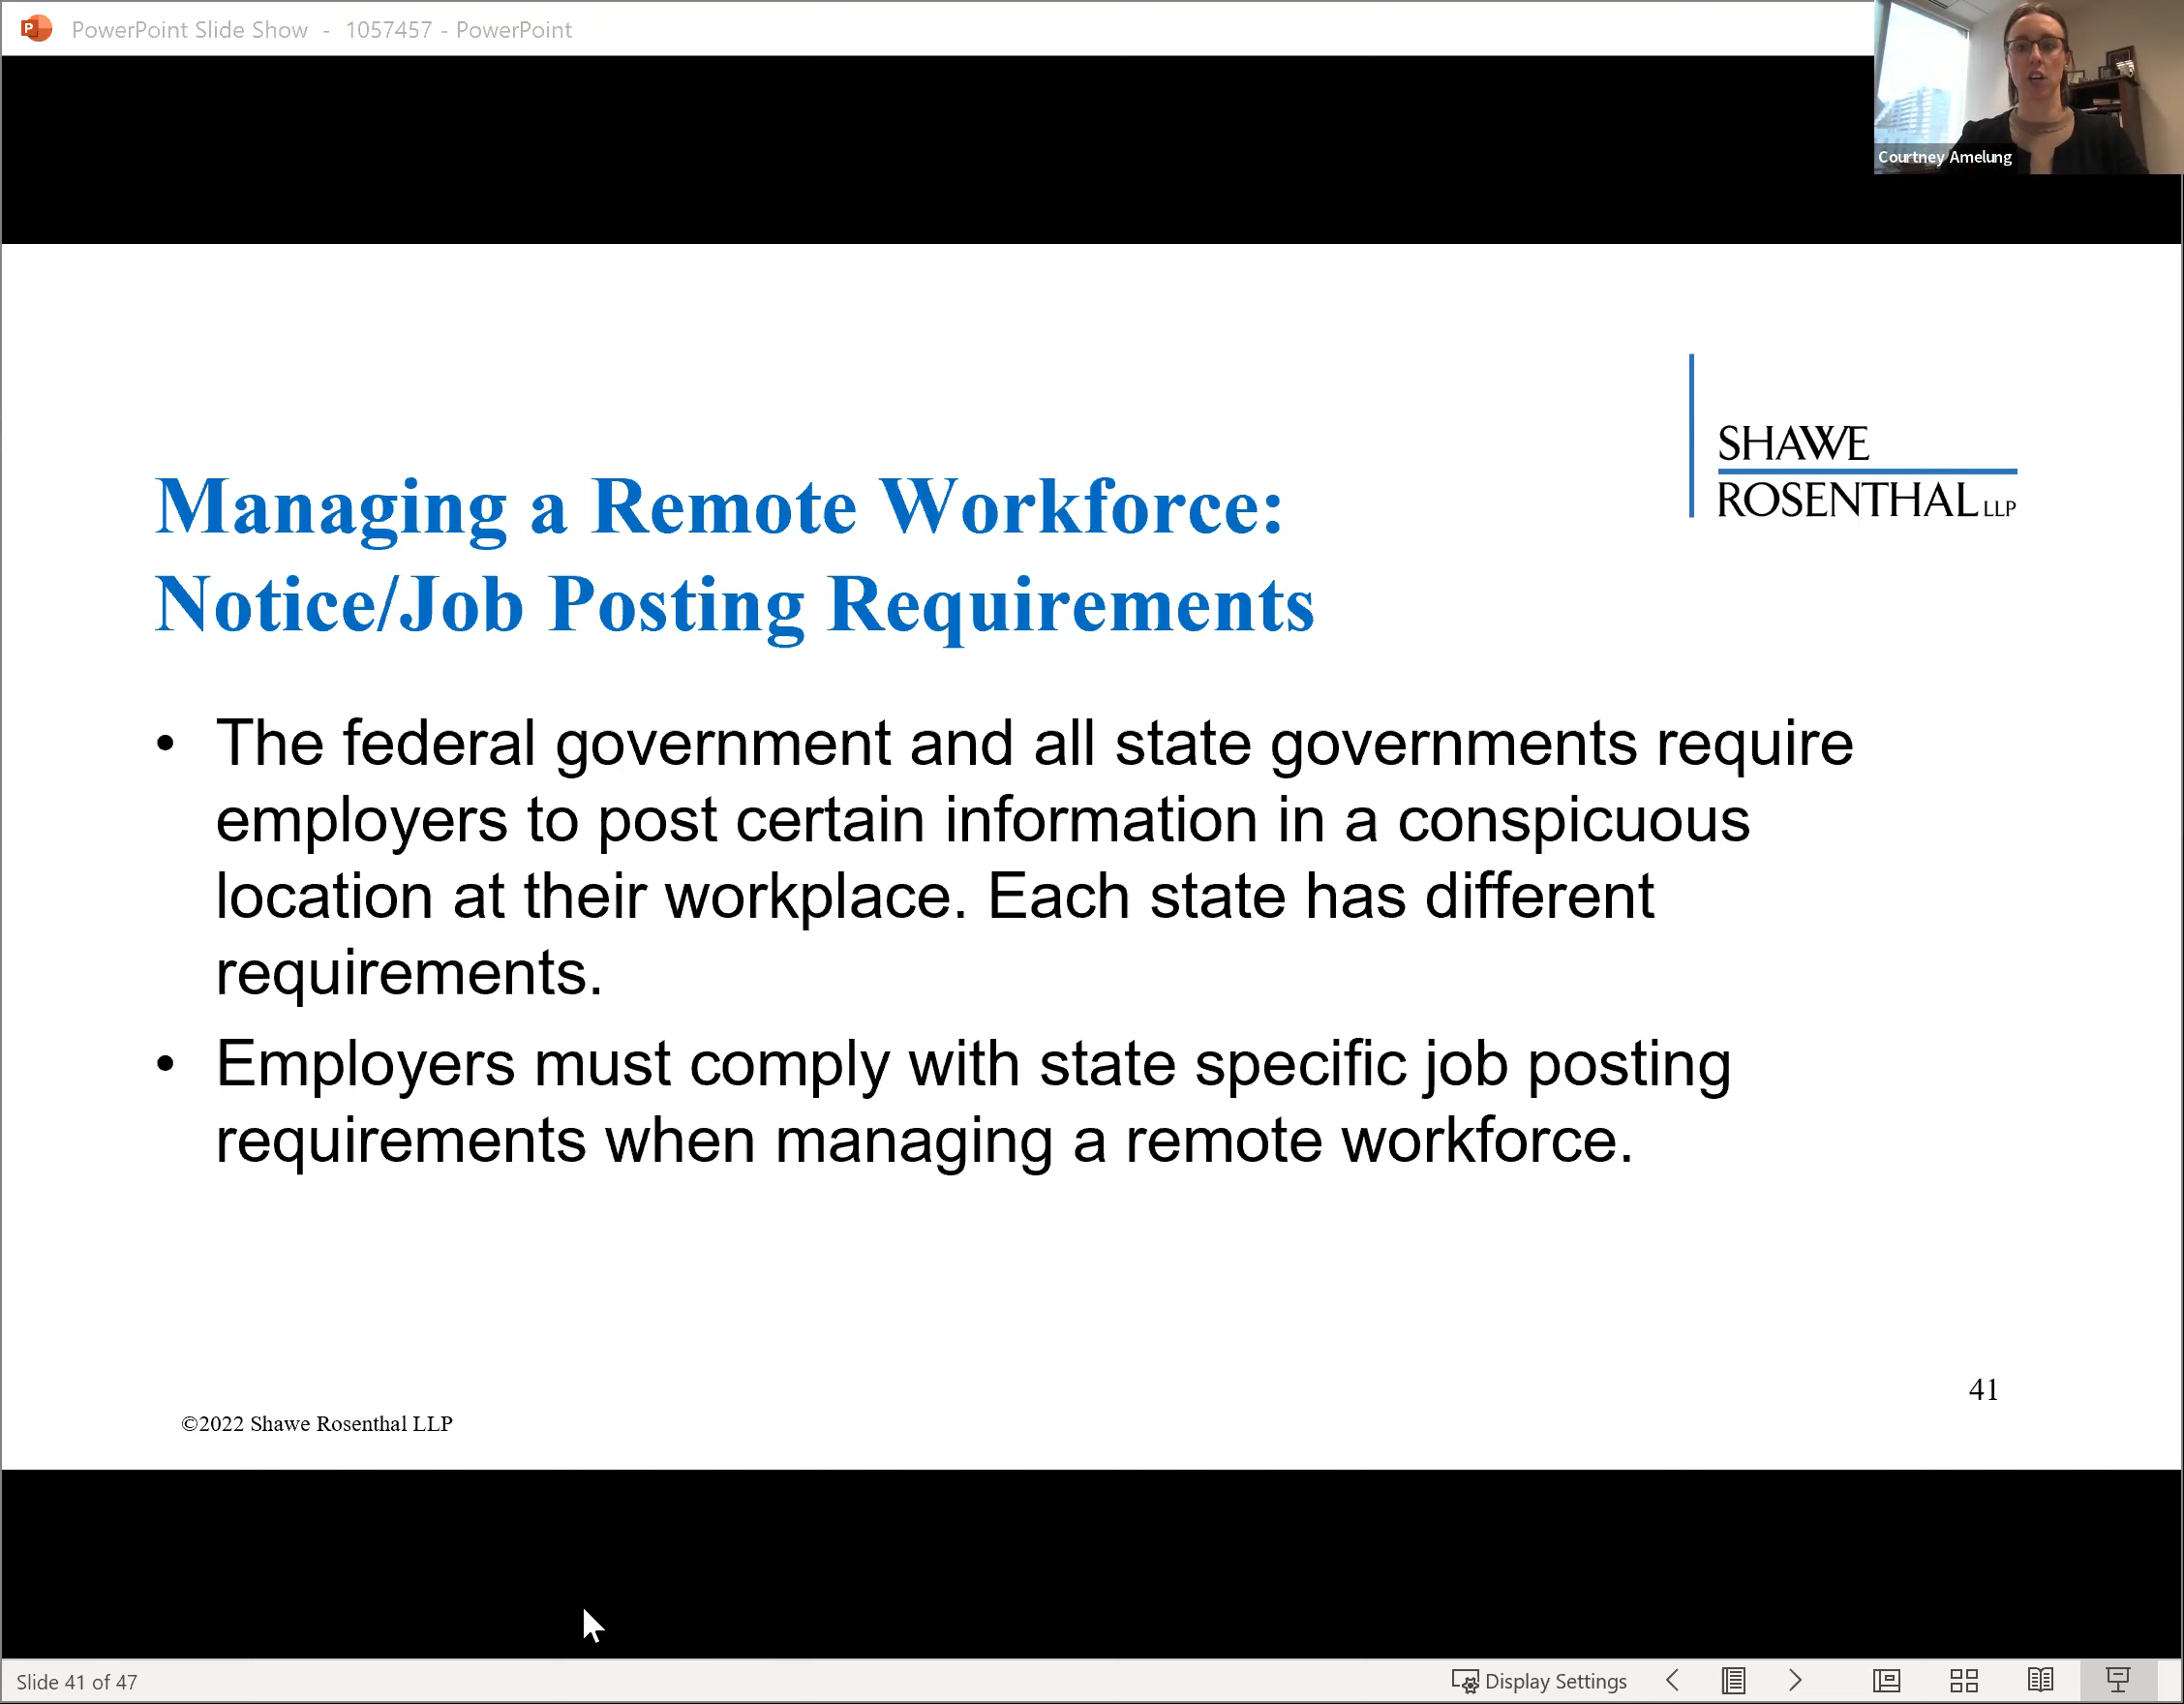 PowerPoint Slide Show - 1057457 - PowerPoint
Courtney Amelung
SHAWE
ROSENTHAL LLP
Managing a Remote Workforce:
Notice/Job Posting Requirements
• The federal government and all state governments require
employers to post certain information in a conspicuous
location at their workplace. Each state has different
requirements.
• Employers must comply with state specific job posting
requirements when managing a remote workforce.
41
©2022 Shawe Rosenthal LLP
Slide 41 of 47
Display Settings